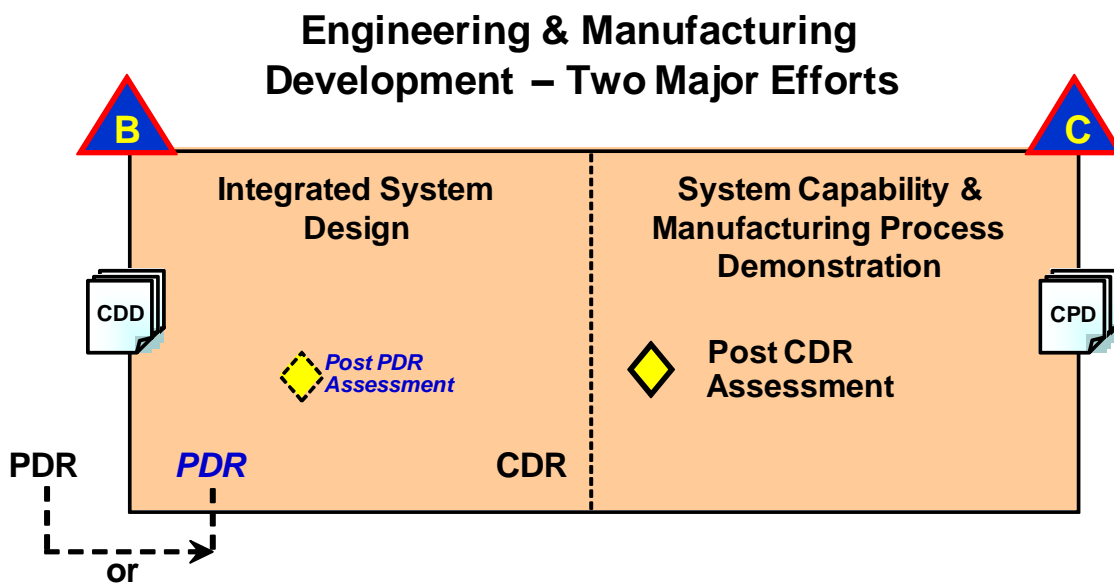 Engineering & Manufacturing
Development – Two Major Efforts
B
C
Integrated System
Design
System Capability &
Manufacturing Process
Demonstration
CDD
CPD
Post PDR
Assessment
Post CDR
Assessment
PDR
PDR
CDR
or